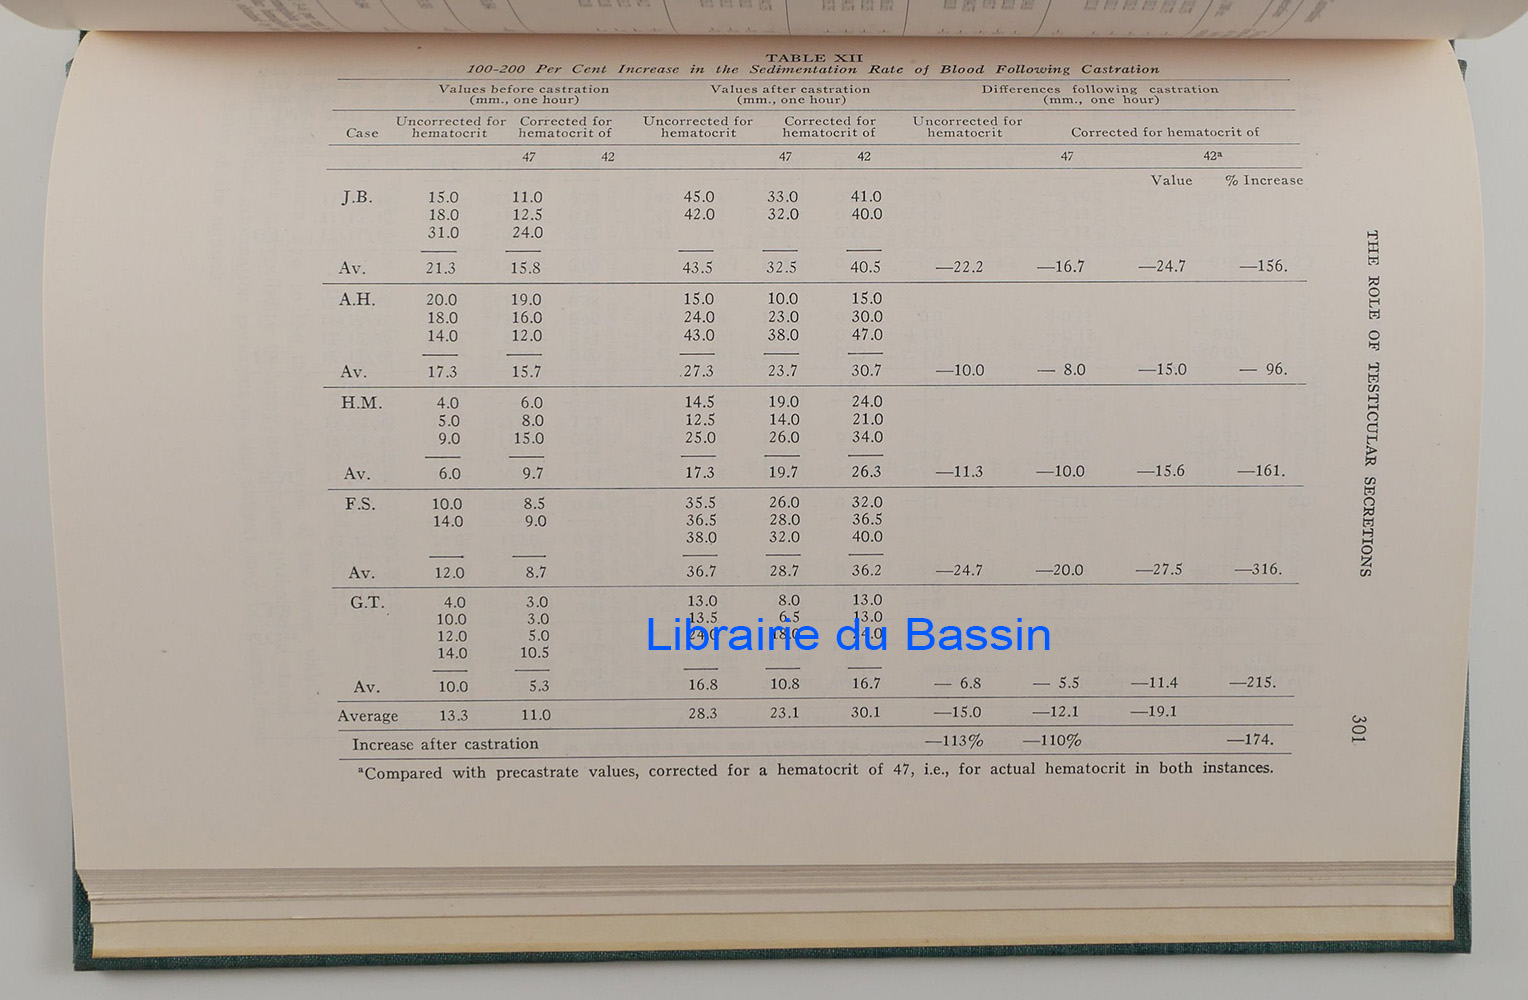 TABLE XII
100-200 Per Cent Increase in the Sedimentation Rate of Blood Following Castration
Values before castration Values after castration Differences following castration
(mm., one hour) (mm., one hour) (mm., one hour)
Uncorrected for Corrected for Uncorrected for Corrected for Uncorrected for
Case hematocrit hematocrit of hematocrit hematocrit of hematocrit Corrected for hematocrit of
47 42 47 42 47 42ª
Value % Increase
J.B. 15.0 11.0 45.0 33.0 41.0
18.0 12.5 42.0 32.0 40.0
31.0 24.0
Av. 21.3 15.8 43.5 32.5 40.5 —22.2 —16.7 —24.7 —156.
A.H. 20.0 19.0 15.0 10.0 15.0
18.0 16.0 24.0 23.0 30.0
14.0 12.0 43.0 38.0 47.0
Av. 17.3 15.7 27.3 23.7 30.7 —10.0 — 8.0 —15.0 — 96.
H.M. 4.0 6.0 14.5 19.0 24.0
5.0 8.0 12.5 14.0 21.0
9.0 15.0 25.0 26.0 34.0
Av. 6.0 9.7 17.3 19.7 26.3 —11.3 —10.0 —15.6 —161.
F.S. 10.0 8.5 35.5 26.0 32.0
14.0 9.0 36.5 28.0 36.5
38.0 32.0 40.0
Av. 12.0 8.7 36.7 28.7 36.2 —24.7 —20.0 —27.5 —316.
G.T. 4.0 3.0 13.0 8.0 13.0
10.0 3.0 13.5 6.5 13.0
12.0 5.0
14.0 10.5
Librairie du Bassin
Av. 10.0 5.3 16.8 10.8 16.7 — 6.8 — 5.5 —11.4 —215.
Average 13.3 11.0 28.3 23.1 30.1 —15.0 —12.1 —19.1
Increase after castration —113% —110% —174.
ªCompared with precastrate values, corrected for a hematocrit of 47, i.e., for actual hematocrit in both instances.
THE ROLE OF TESTICULAR SECRETIONS
301